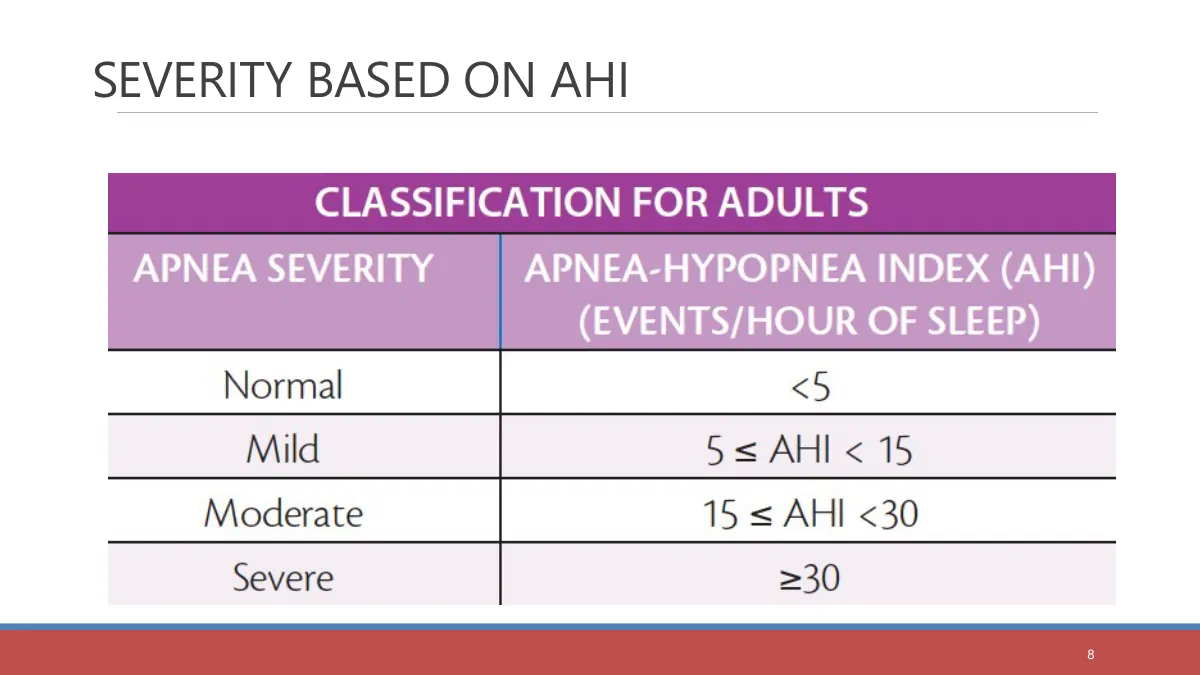 SEVERITY BASED ON AHI
CLASSIFICATION FOR ADULTS
APNEA SEVERITY
APNEA-HYPOPNEA INDEX (AHI)
(EVENTS/HOUR OF SLEEP)
Normal
<5
Mild
5 ≤ AHI < 15
Moderate
15 ≤ AHI <30
Severe
≥30
8